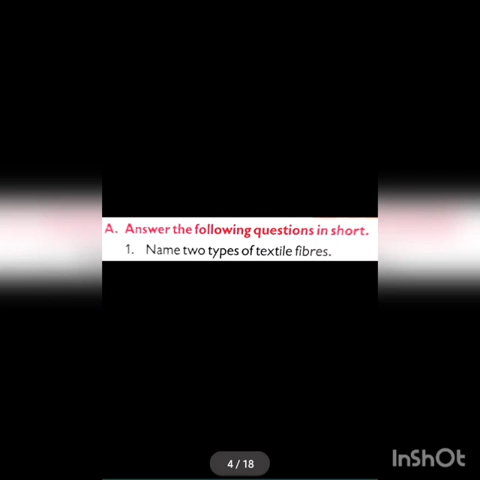 A. Answer the following questions in short.
1. Name two types of textile fibres.
4 / 18
InShOt